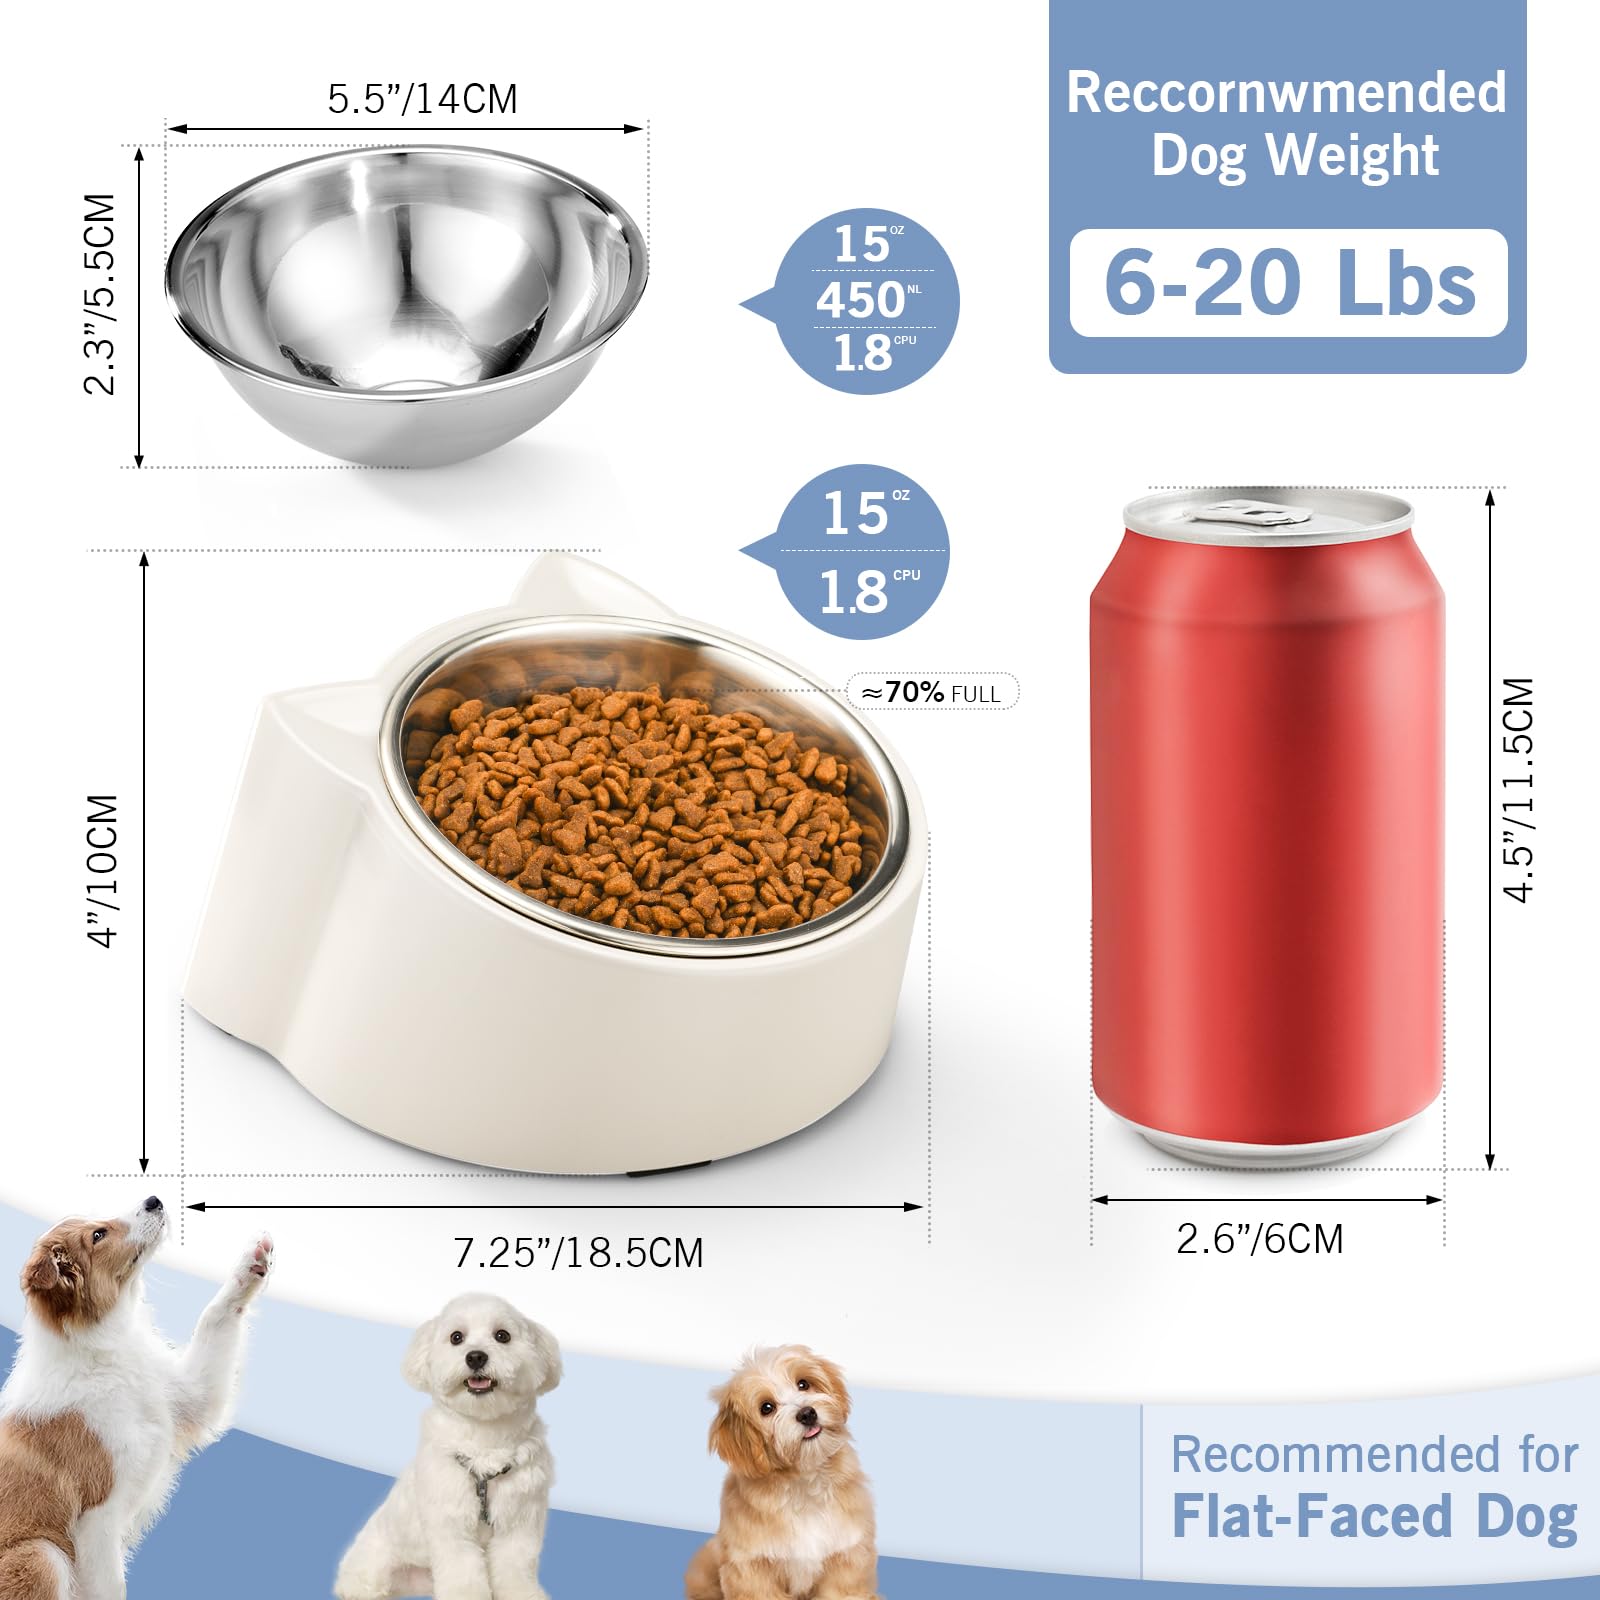 5.5”/14CM
2.3”/5.5CM
15 OZ
450 NL
1.8 CPU
Reccornwmended
Dog Weight
6-20 Lbs
15 OZ
1.8 CPU
≈70% FULL
4”/10CM
7.25”/18.5CM
4.5”/11.5CM
2.6”/6CM
Recommended for
Flat-Faced Dog